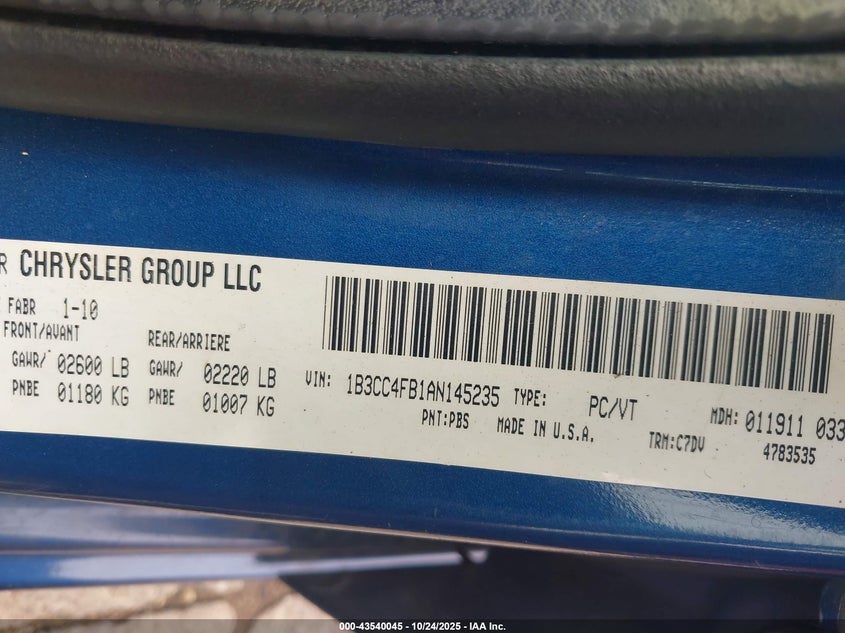 R CHRYSLER GROUP LLC
FABR 1-10
FRONT/AVANT REAR/ARRIERE
GAWR/ 02600 LB GAWR/ 02220 LB
PNBE 01180 KG PNBE 01007 KG
VIN: 1B3CC4FB1AN145235 TYPE: PC/VT MDH: 011911 033
PNT:PBS MADE IN U.S.A. TRM:C7DV 4783535
000-43540045 - 10/24/2025 - IAA Inc.